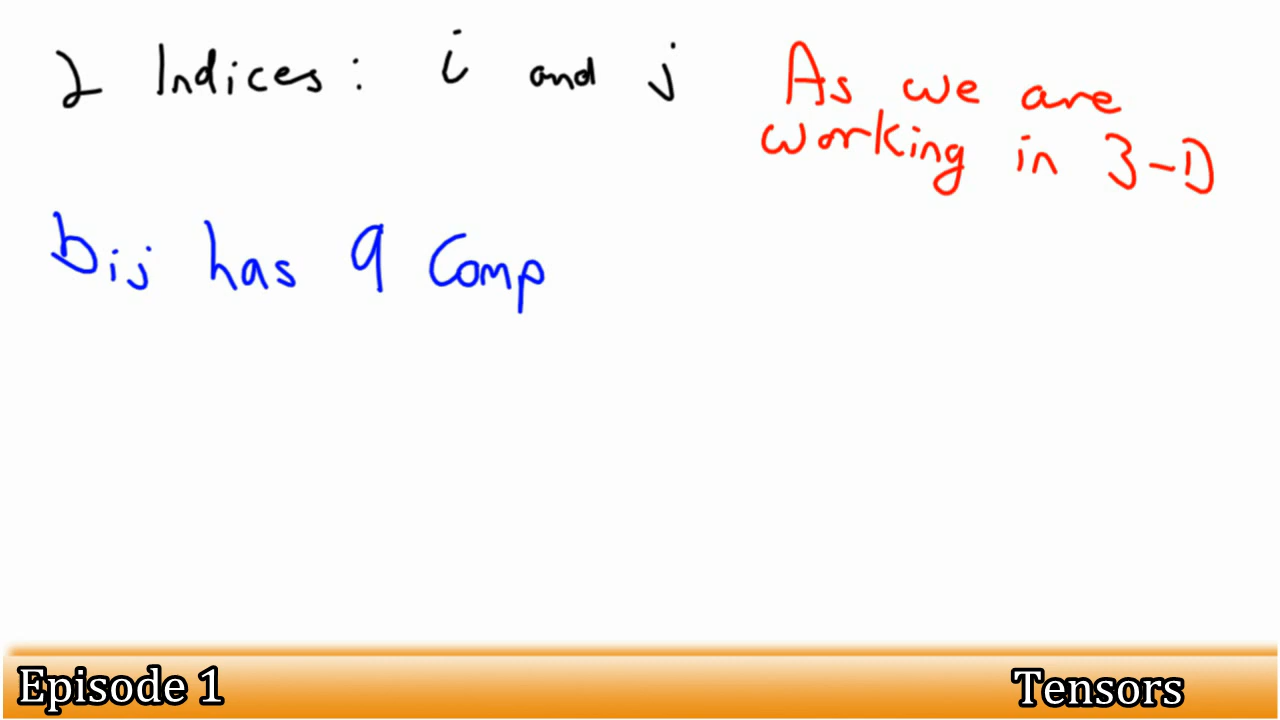 2 Indices: i and j
As we are
working in 3-D
bij has 9 Comp
Episode 1
Tensors